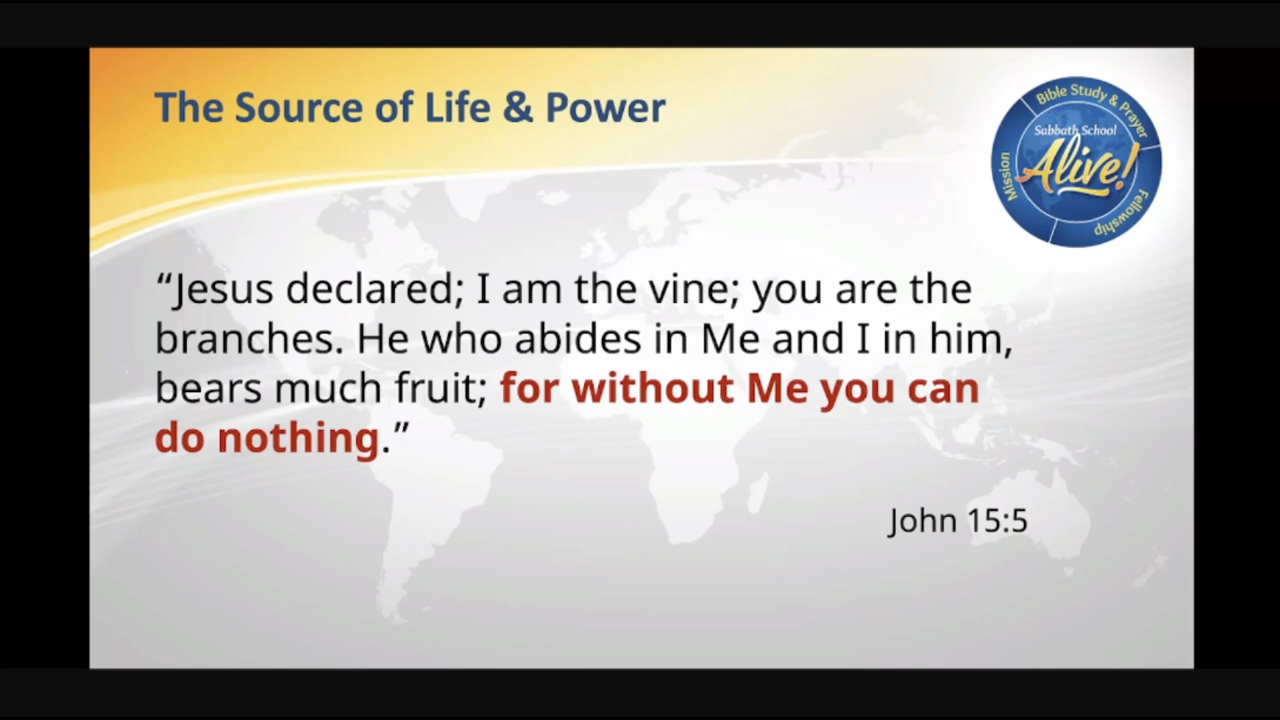 The Source of Life & Power
Bible Study & Prayer
Sabbath School
Alive!
Mission
Fellowship
“Jesus declared; I am the vine; you are the
branches. He who abides in Me and I in him,
bears much fruit; for without Me you can
do nothing.”
John 15:5